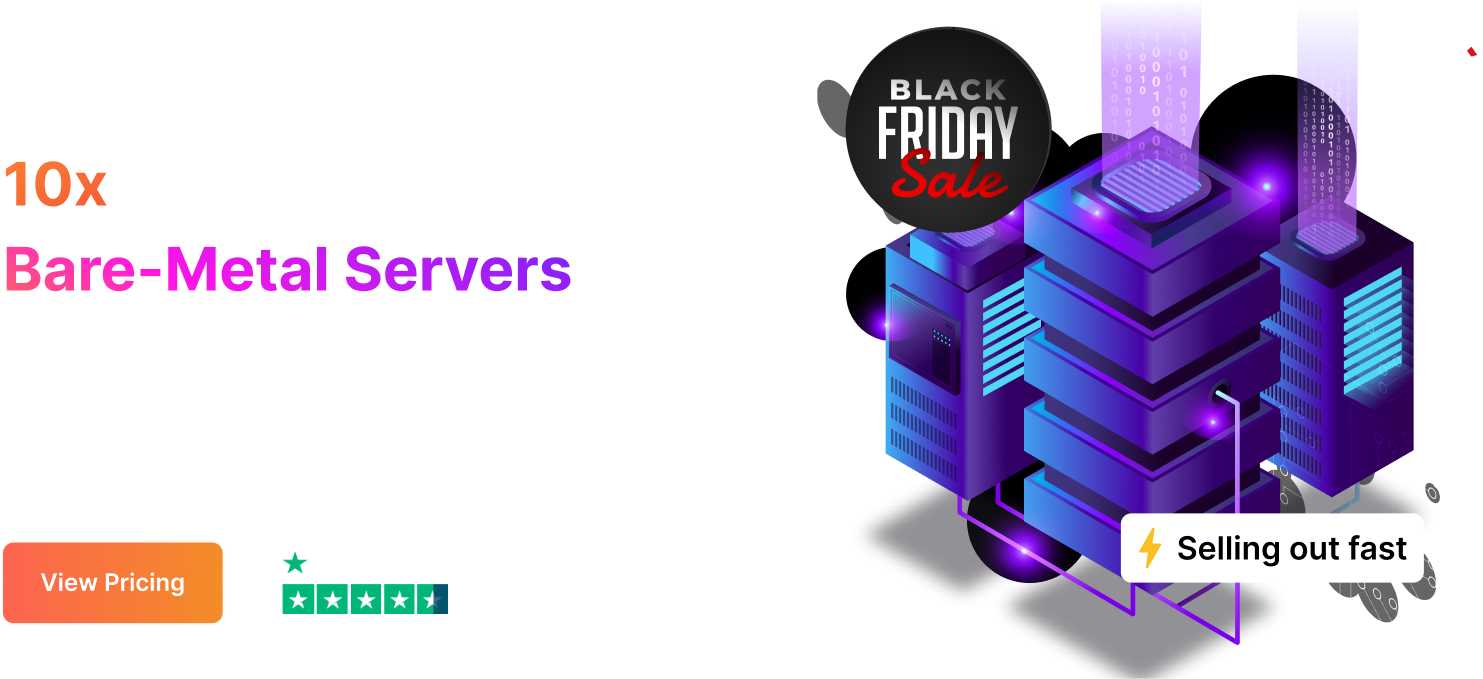 10x
Bare-Metal Servers
View Pricing
BLACK
FRIDAY
Sale
Selling out fast